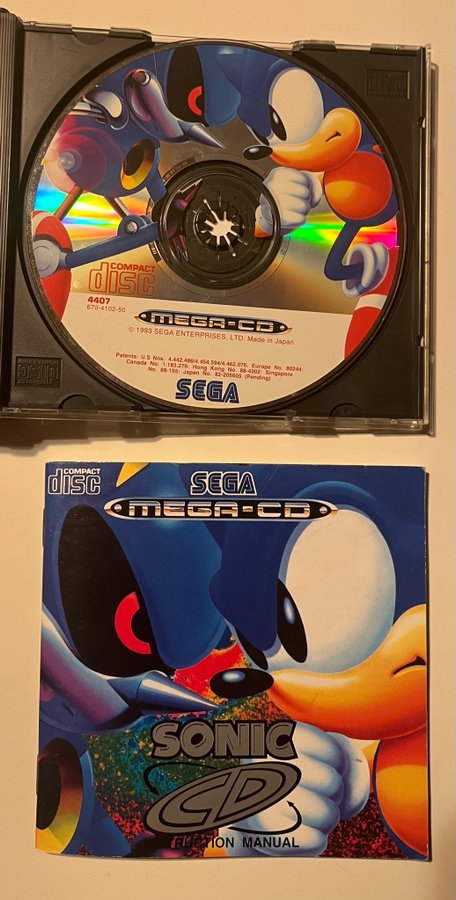 COMPACT
disc
4407
670-4102-50
MEGA-CD
© 1993 SEGA ENTERPRISES, LTD. Made in Japan
Patents: U.S Nos. 4,442,486/4,454,594/4,462,076; Europe No. 80244;
Canada No. 1,183,276; Hong Kong No. 88-4302; Singapore
No. 88-155; Japan No. 82-205605 (Pending)
SEGA
COMPACT
disc
SEGA
MEGA-CD
SONIC
CD
INSTRUCTION MANUAL